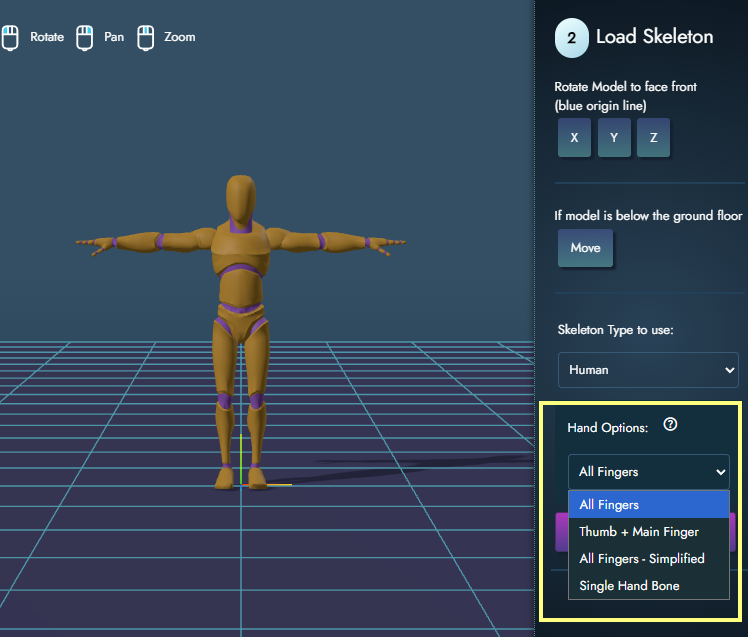 Rotate Pan Zoom
2 Load Skeleton
Rotate Model to face front
(blue origin line)
X Y Z
If model is below the ground floor
Move
Skeleton Type to use:
Human
Hand Options: ?
All Fingers
All Fingers
Thumb + Main Finger
All Fingers - Simplified
Single Hand Bone